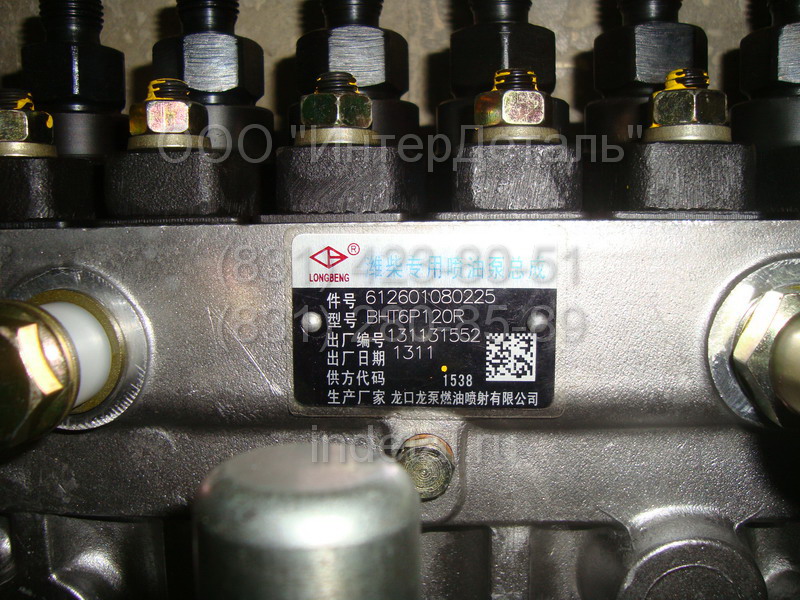 ООО "ИнтерДеталь"
®
LONGBENG
潍柴专用喷油泵总成
件号 612601080225
型号 BHT6P120R
出厂编号 131131552
出厂日期 1311
供方代码 1538
生产厂家 龙口龙泵燃油喷射有限公司